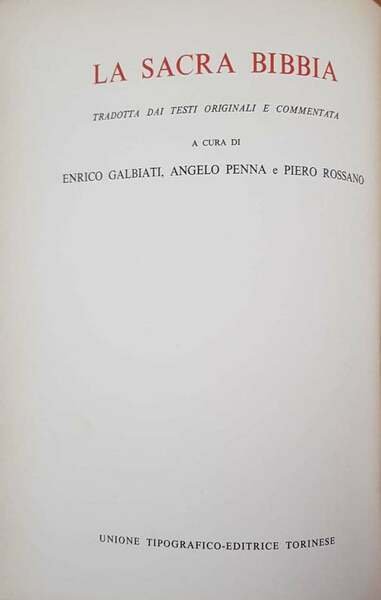 LA SACRA BIBBIA
TRADOTTA DAI TESTI ORIGINALI E COMMENTATA
A CURA DI
ENRICO GALBIATI, ANGELO PENNA e PIERO ROSSANO
UNIONE TIPOGRAFICO-EDITRICE TORINESE